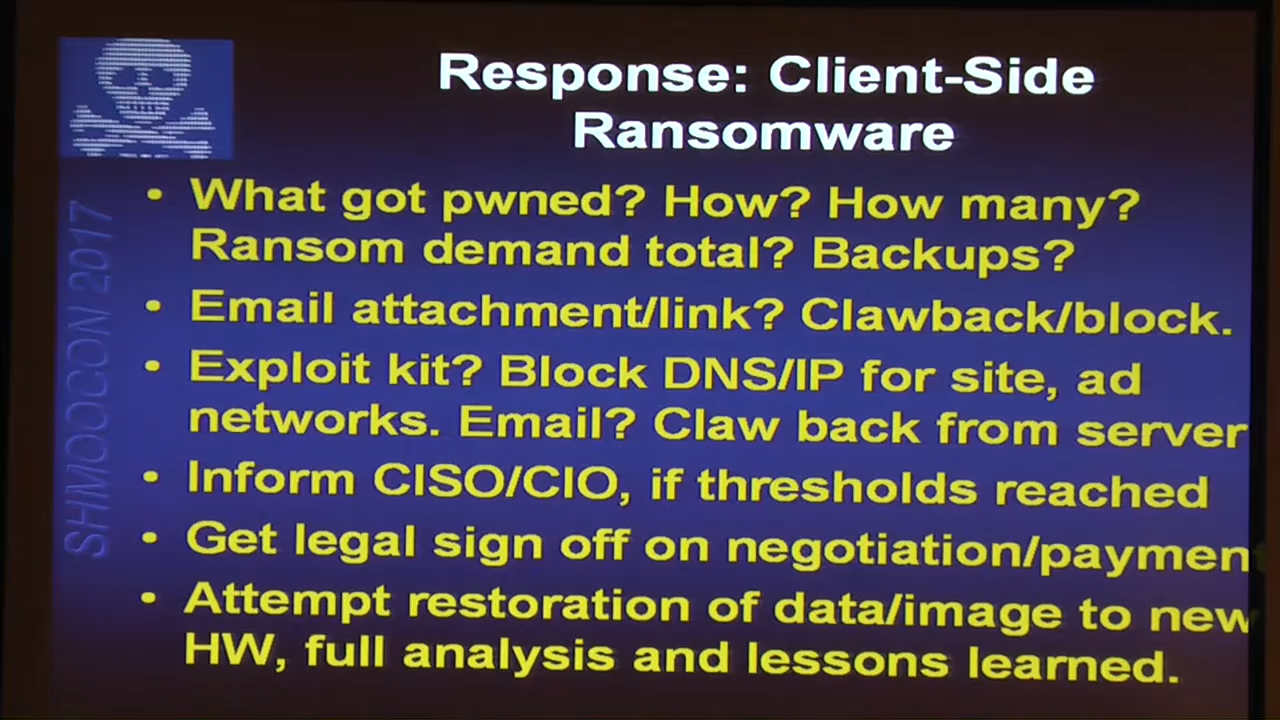 Response: Client-Side
Ransomware
• What got pwned? How? How many?
Ransom demand total? Backups?
• Email attachment/link? Clawback/block.
• Exploit kit? Block DNS/IP for site, ad
networks. Email? Claw back from server
• Inform CISO/CIO, if thresholds reached
• Get legal sign off on negotiation/payment
• Attempt restoration of data/image to new
HW, full analysis and lessons learned.
SHMOOCON 2017